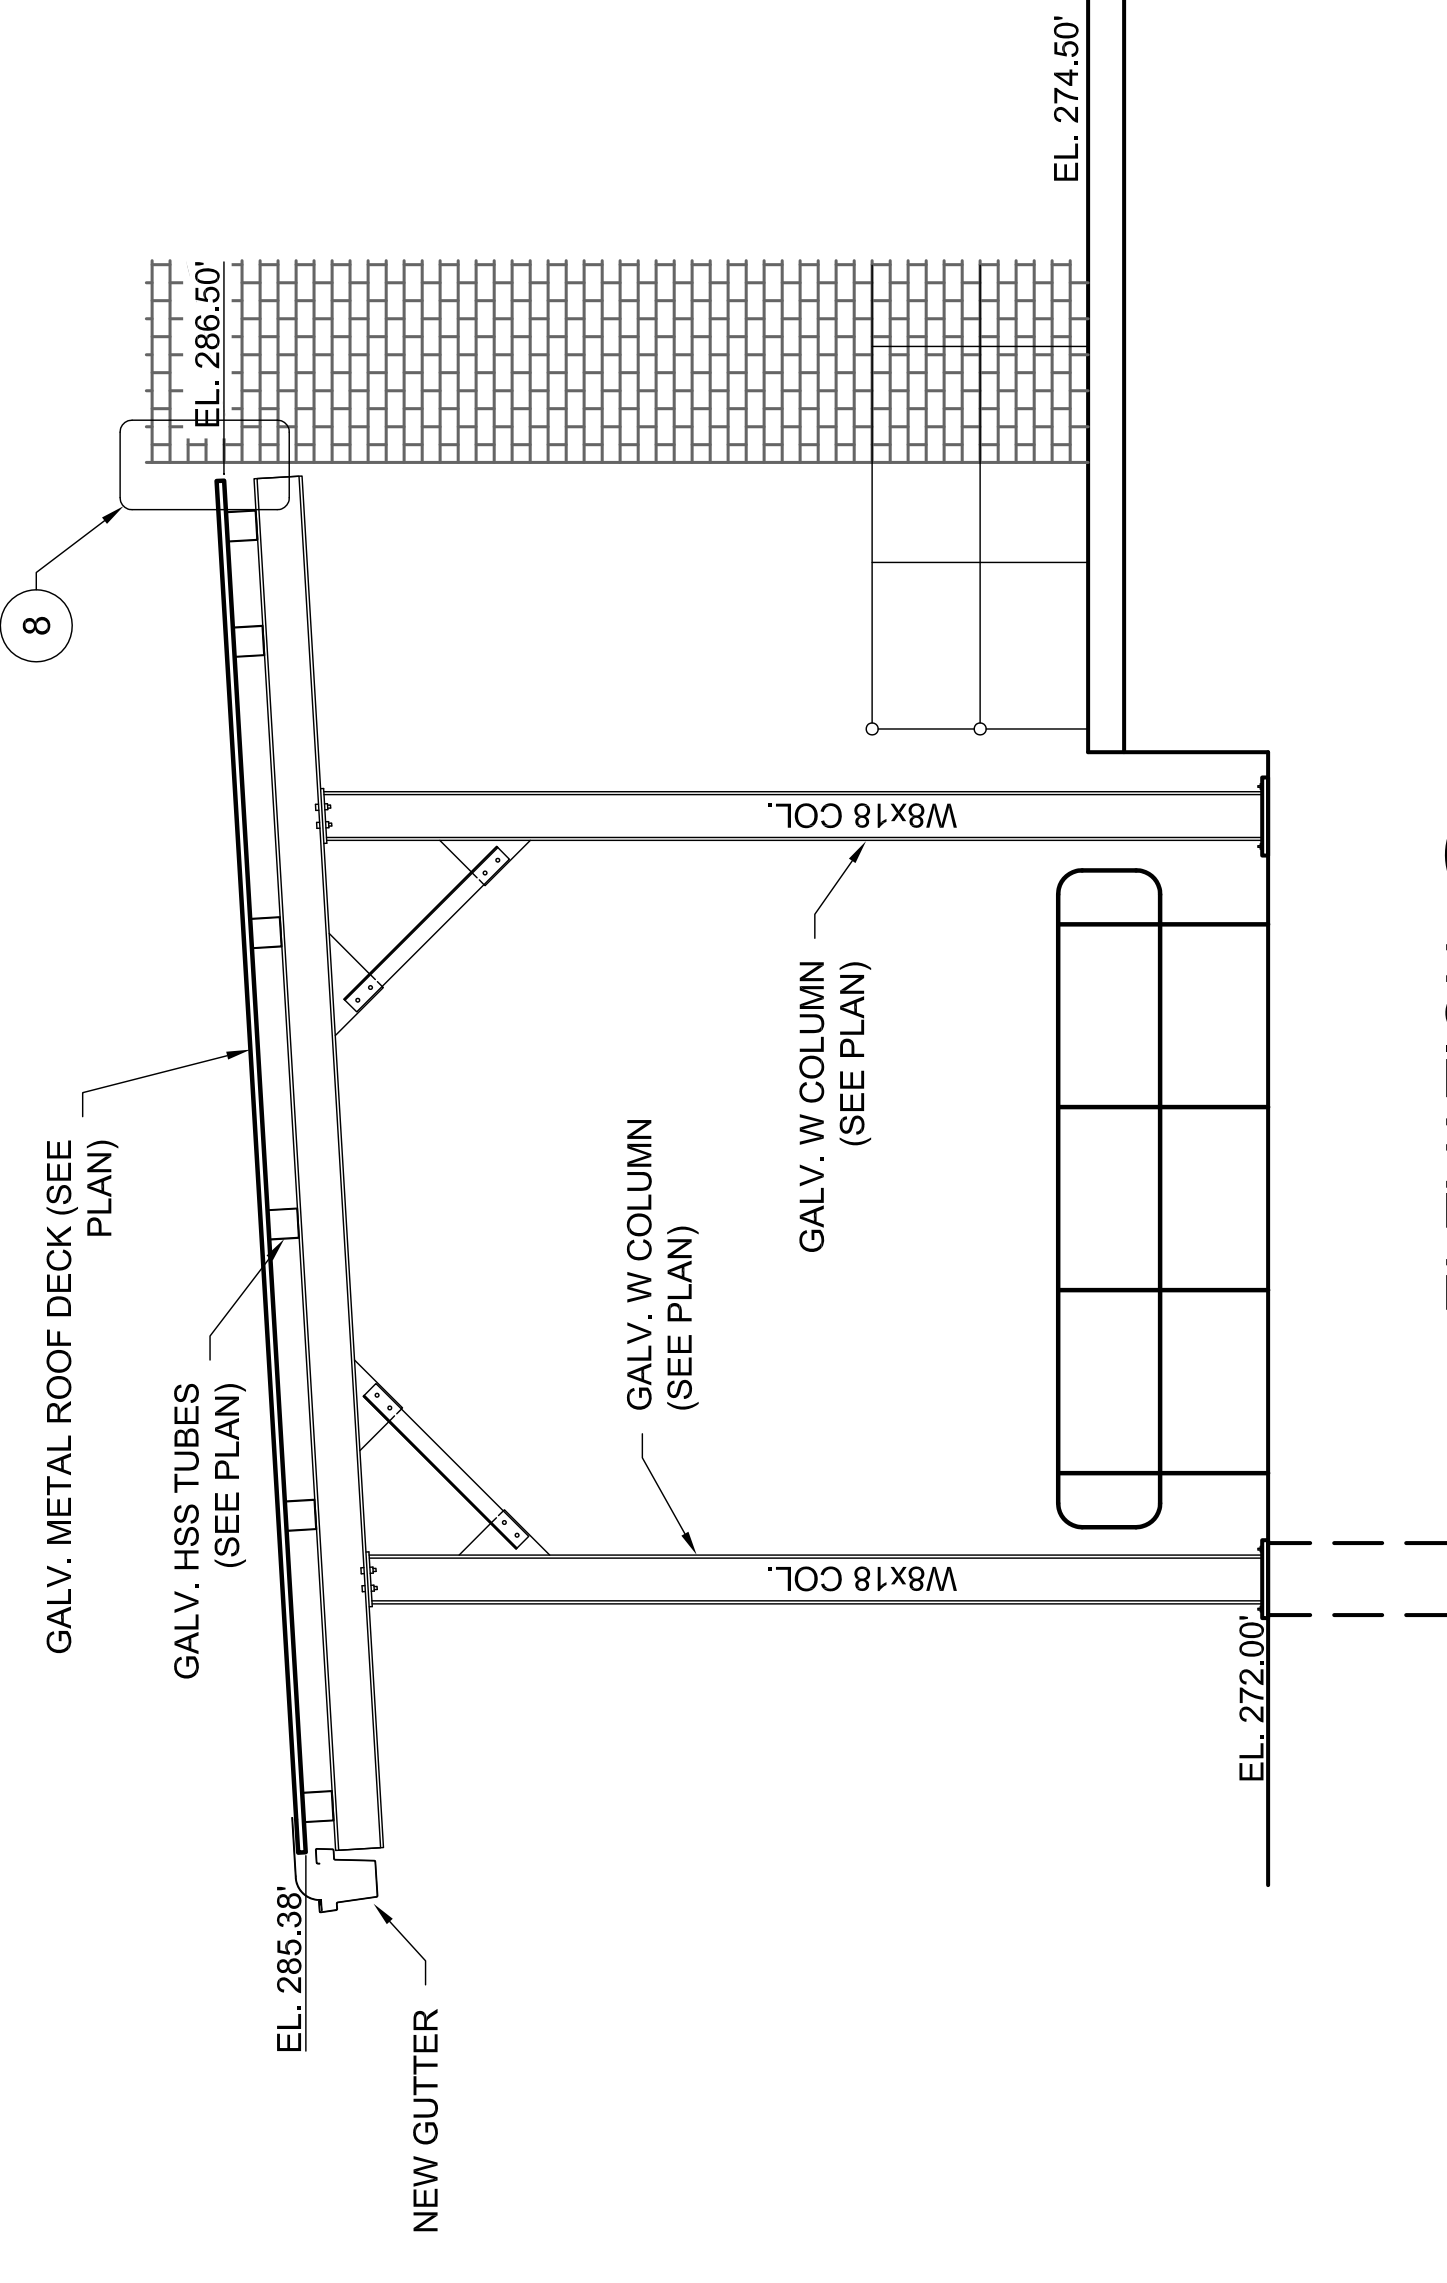 8
EL. 286.50'
EL. 274.50'
GALV. METAL ROOF DECK (SEE
PLAN)
GALV. HSS TUBES
(SEE PLAN)
GALV. W COLUMN
(SEE PLAN)
GALV. W COLUMN
(SEE PLAN)
W8x18 COL.
W8x18 COL.
EL. 285.38'
NEW GUTTER
EL. 272.00'